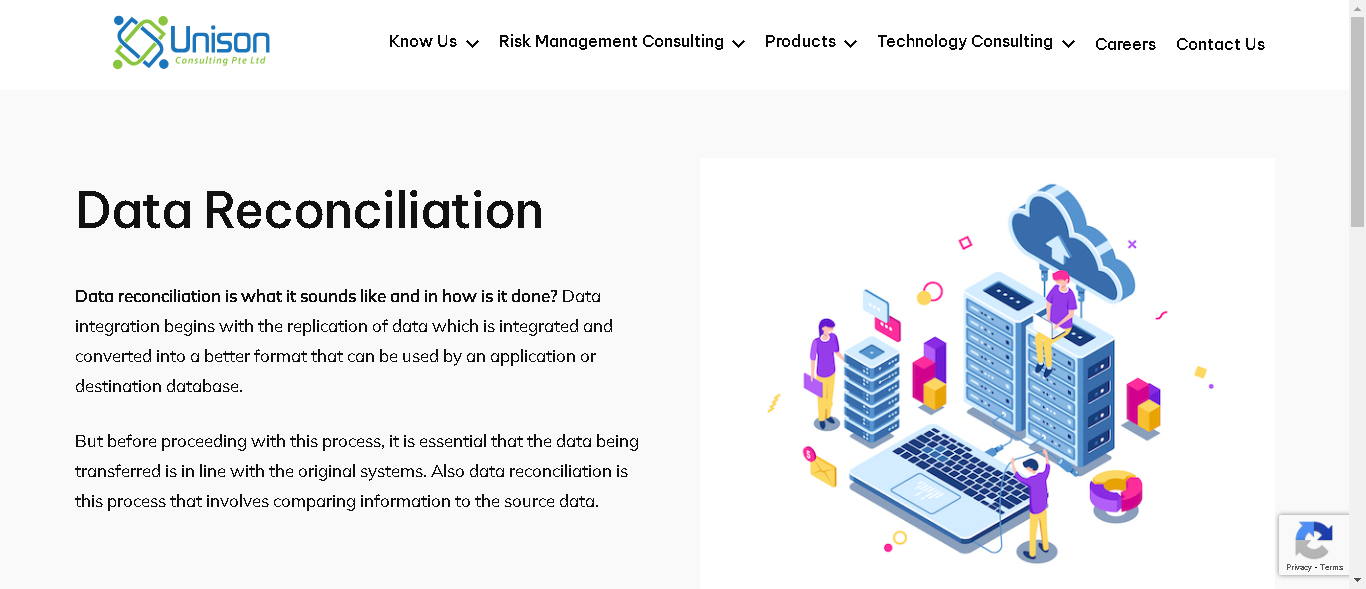 Unison
Consulting Pte Ltd
Know Us
Risk Management Consulting
Products
Technology Consulting
Careers
Contact Us
Data Reconciliation
Data reconciliation is what it sounds like and in how is it done? Data
integration begins with the replication of data which is integrated and
converted into a better format that can be used by an application or
destination database.
But before proceeding with this process, it is essential that the data being
transferred is in line with the original systems. Also data reconciliation is
this process that involves comparing information to the source data.
Privacy - Terms